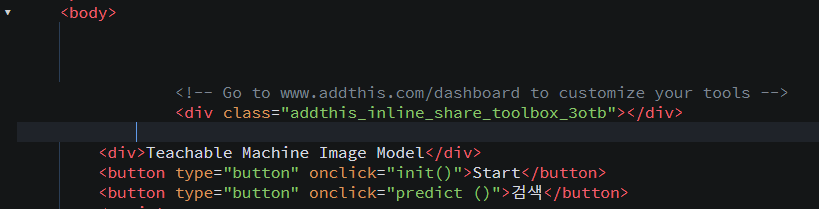 <body>
<!-- Go to www.addthis.com/dashboard to customize your tools -->
<div class="addthis_inline_share_toolbox_3otb"></div>
<div>Teachable Machine Image Model</div>
<button type="button" onclick="init()">Start</button>
<button type="button" onclick="predict ()">검색</button>